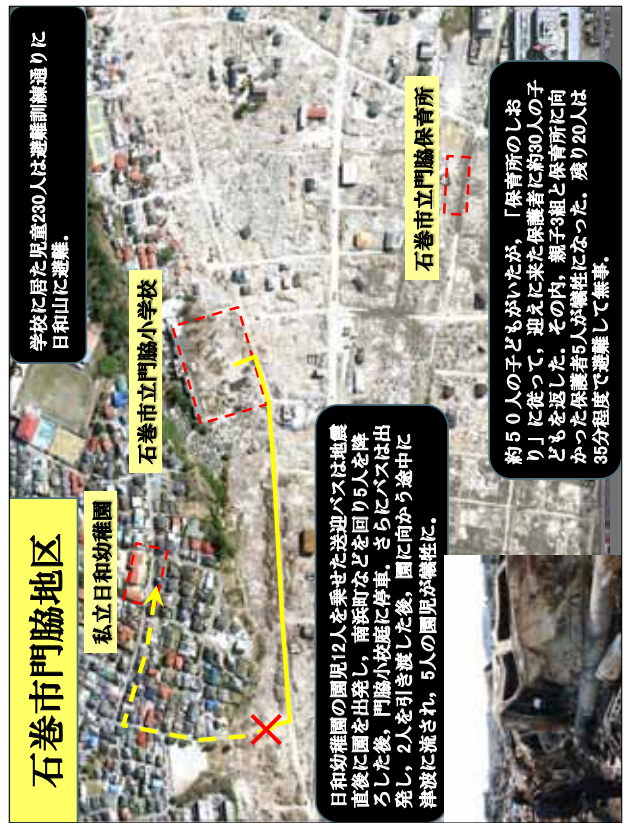 石巻市門脇地区
学校に居た児童230人は避難訓練通りに
日和山に避難。
私立日和幼稚園
石巻市立門脇小学校
石巻市立門脇保育所
日和幼稚園の園児12人を乗せた送迎バスは地震
直後に園を出発し，南浜町などを回り5人を降
ろした後，門脇小校庭に停車。さらにバスは出
発し，2人を引き渡した後，園に向かう途中に
津波に流され，5人の園児が犠牲に。
約５０人の子どもがいたが，「保育所のしお
り」に従って，迎えに来た保護者に約30人の子
どもを返した。その内，親子3組と保育所に向
かった保護者5人が犠牲になった。残り20人は
35分程度で避難して無事。